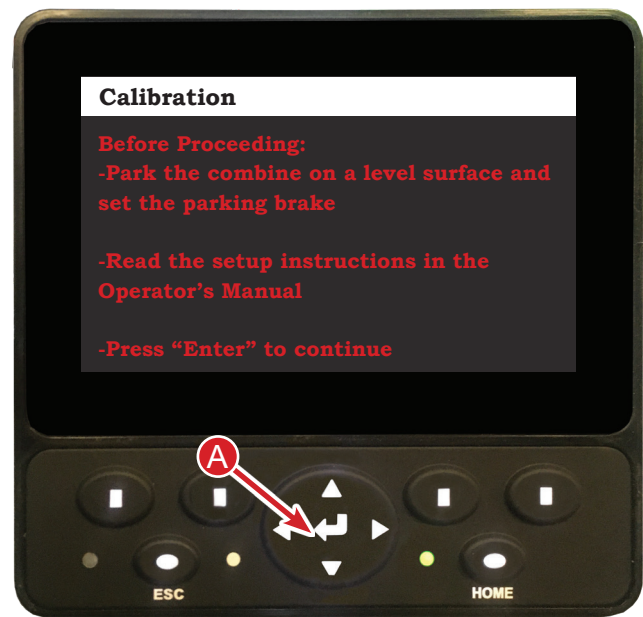 Calibration
Before Proceeding:
-Park the combine on a level surface and
set the parking brake
-Read the setup instructions in the
Operator’s Manual
-Press “Enter” to continue
A
ESC
HOME